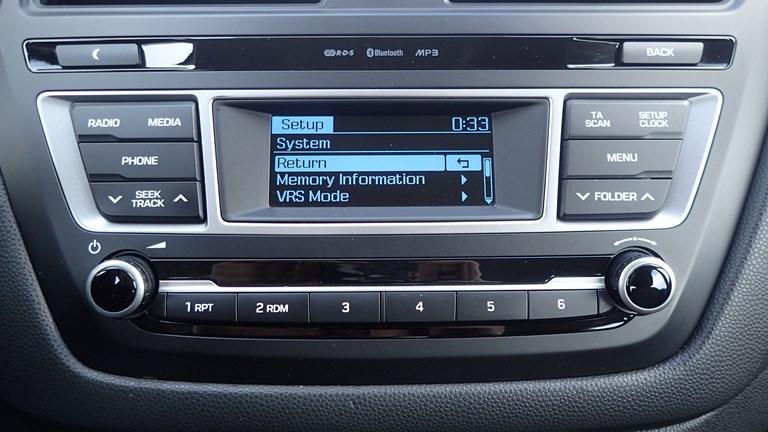 R·D·S Bluetooth MP3
BACK
RADIO MEDIA
PHONE
SEEK
TRACK
Setup 0:33
System
Return
Memory Information
VRS Mode
TA
SCAN
SETUP
CLOCK
MENU
FOLDER
1 RPT 2 RDM 3 4 5 6